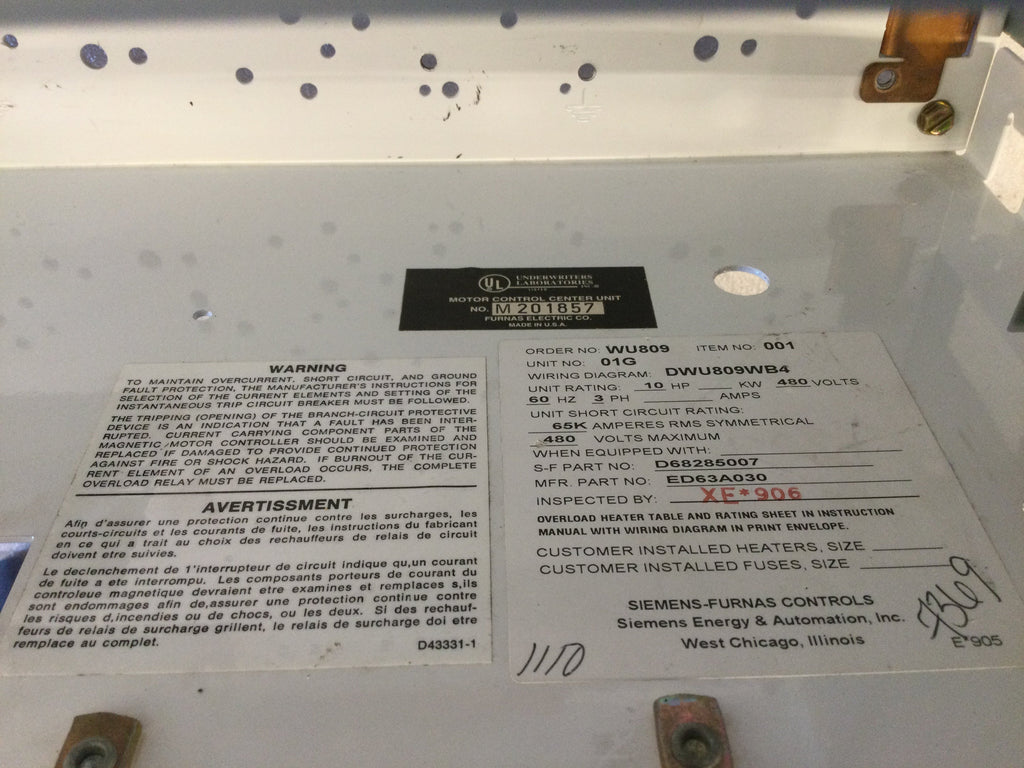 UL UNDERWRITERS
LABORATORIES
LISTED INC.®
MOTOR CONTROL CENTER UNIT
NO. M 201857
FURNAS ELECTRIC CO.
MADE IN U.S.A.
WARNING
TO MAINTAIN OVERCURRENT, SHORT CIRCUIT, AND GROUND
FAULT PROTECTION, THE MANUFACTURER'S INSTRUCTIONS FOR
SELECTION OF THE CURRENT ELEMENTS AND SETTING OF THE
INSTANTANEOUS TRIP CIRCUIT BREAKER MUST BE FOLLOWED.
THE TRIPPING (OPENING) OF THE BRANCH-CIRCUIT PROTECTIVE
DEVICE IS AN INDICATION THAT A FAULT HAS BEEN INTER-
RUPTED. CURRENT CARRYING COMPONENT PARTS OF THE
MAGNETIC MOTOR CONTROLLER SHOULD BE EXAMINED AND
REPLACED IF DAMAGED TO PROVIDE CONTINUED PROTECTION
AGAINST FIRE OR SHOCK HAZARD. IF BURNOUT OF THE CUR-
RENT ELEMENT OF AN OVERLOAD OCCURS, THE COMPLETE
OVERLOAD RELAY MUST BE REPLACED.
AVERTISSMENT
Afin d'assurer une protection continue contre les surcharges, les
courts-circuits et les courants de fuite, les instructions du fabricant
en ce qui a trait au choix des rechauffeurs de relais de circuit
doivent etre suivies.
Le declenchement de l'interrupteur de circuit indique qu,un courant
de fuite a ete interrompu. Les composants porteurs de courant du
controleue magnetique devraient etre examines et remplaces s,ils
sont endommages afin de,assurer une protection continue contre
les risques d,incendies ou de chocs, ou les deux. Si des rechauf-
feurs de relais de surcharge grillent, le relais de surcharge doi etre
remplace au complet.
D43331-1
ORDER NO: WU809 ITEM NO: 001
UNIT NO: 01G
WIRING DIAGRAM: DWU809WB4
UNIT RATING: 10 HP ____ KW 480 VOLTS
60 HZ 3 PH ________ AMPS
UNIT SHORT CIRCUIT RATING:
65K AMPERES RMS SYMMETRICAL
480 VOLTS MAXIMUM
WHEN EQUIPPED WITH:
S-F PART NO: D68285007
MFR. PART NO: ED63A030
INSPECTED BY: XE*906
OVERLOAD HEATER TABLE AND RATING SHEET IN INSTRUCTION
MANUAL WITH WIRING DIAGRAM IN PRINT ENVELOPE.
CUSTOMER INSTALLED HEATERS, SIZE
CUSTOMER INSTALLED FUSES, SIZE
SIEMENS-FURNAS CONTROLS
Siemens Energy & Automation, Inc.
West Chicago, Illinois
E*905
7369
1110